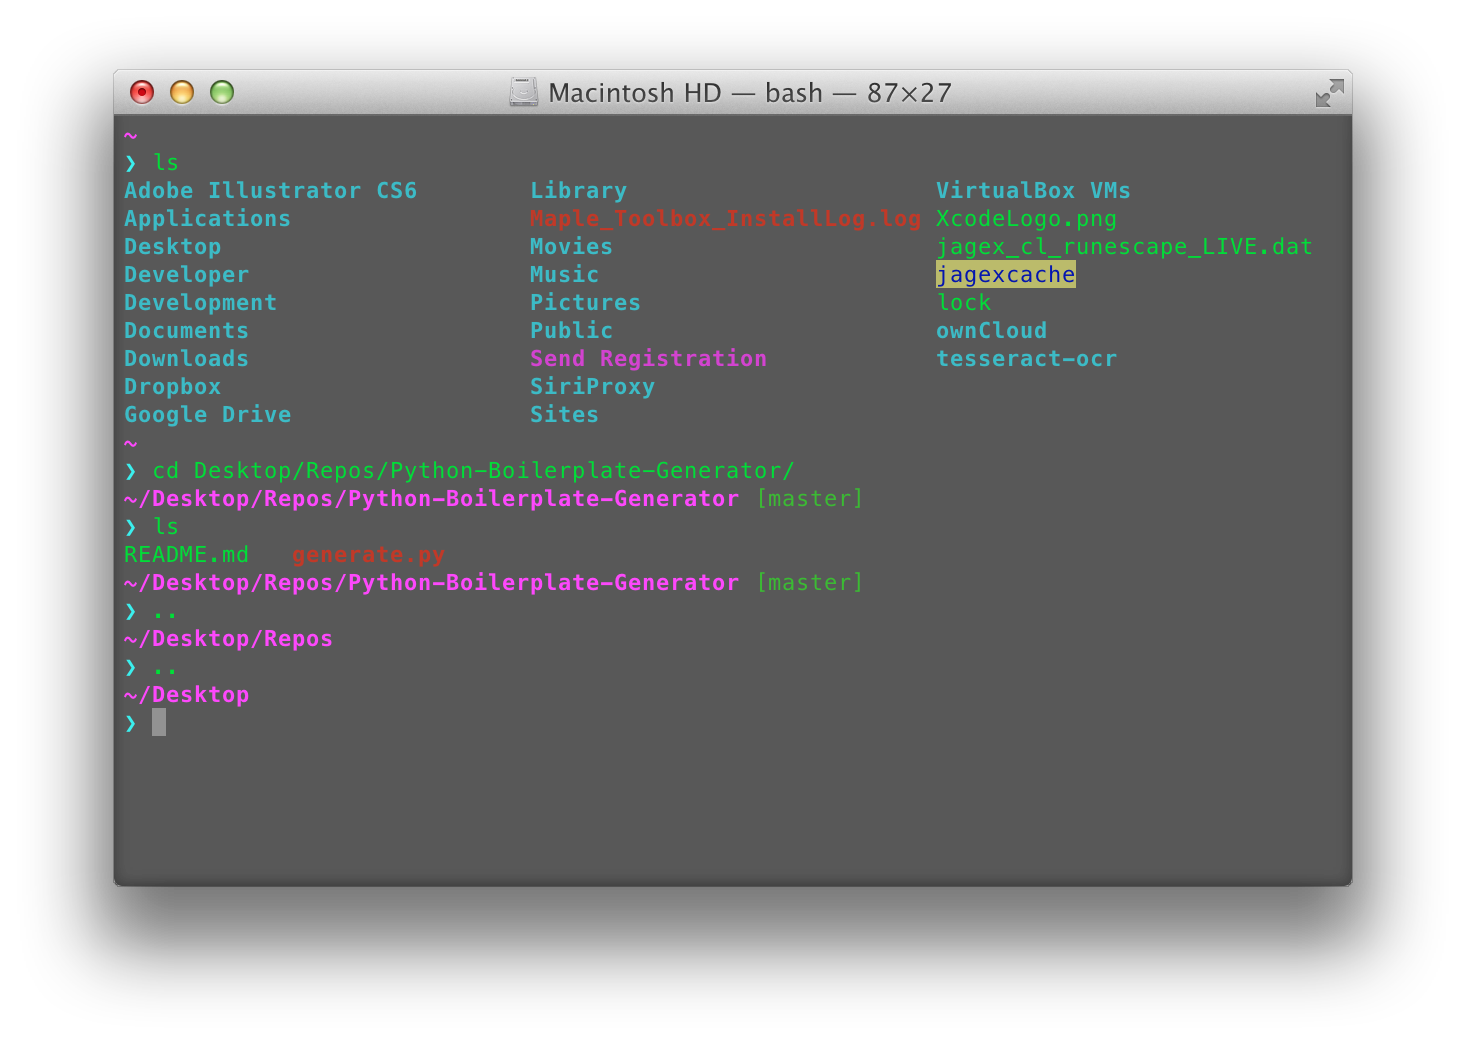 Macintosh HD — bash — 87×27
~
❯ ls
Adobe Illustrator CS6 Library VirtualBox VMs
Applications Maple_Toolbox_InstallLog.log XcodeLogo.png
Desktop Movies jagex_cl_runescape_LIVE.dat
Developer Music jagexcache
Development Pictures lock
Documents Public ownCloud
Downloads Send Registration tesseract-ocr
Dropbox SiriProxy
Google Drive Sites
~
❯ cd Desktop/Repos/Python-Boilerplate-Generator/
~/Desktop/Repos/Python-Boilerplate-Generator [master]
❯ ls
README.md generate.py
~/Desktop/Repos/Python-Boilerplate-Generator [master]
❯ ..
~/Desktop/Repos
❯ ..
~/Desktop
❯